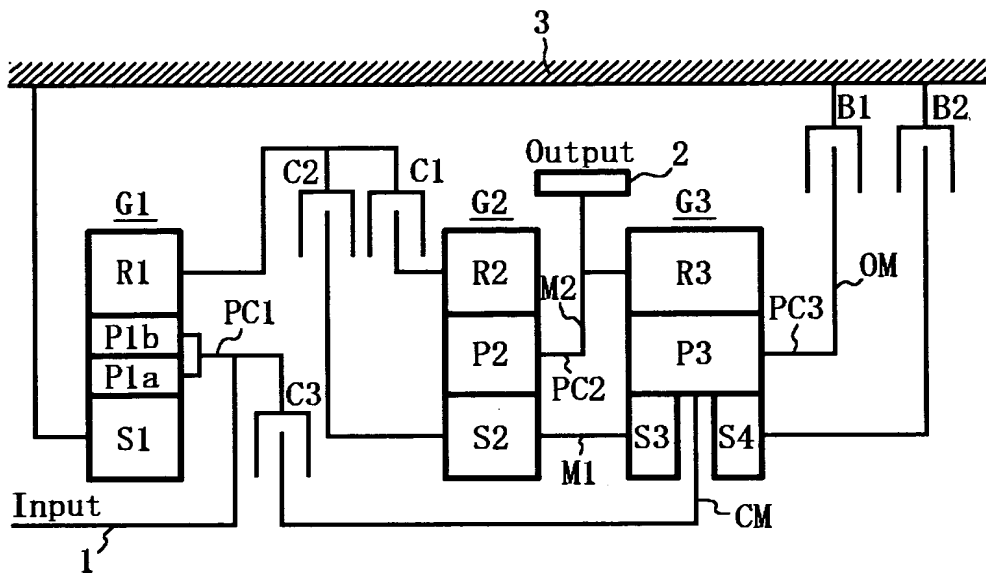 3
B1
B2
C2
C1
Output
2
G1
G2
G3
R1
R2
R3
OM
M2
PC1
PC3
P1b
P1a
P2
P3
PC2
C3
S1
S2
S3
S4
M1
Input
CM
1